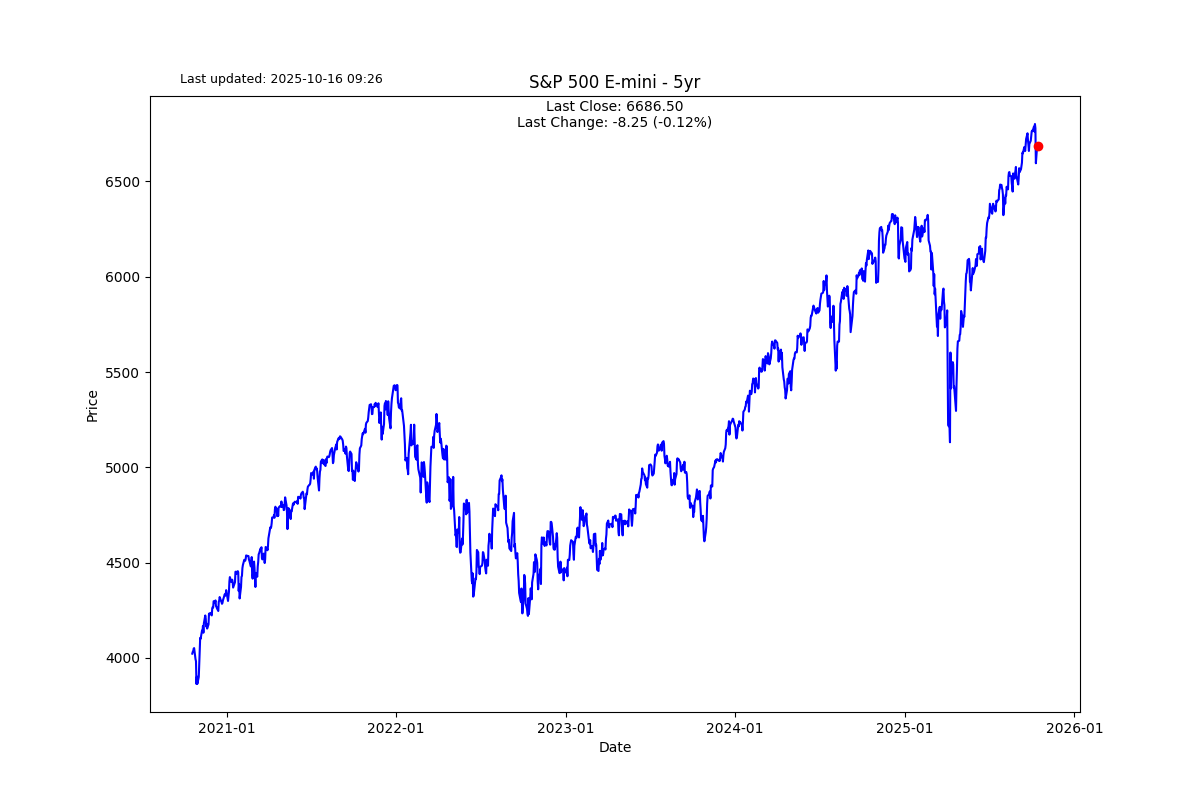 Last updated: 2025-10-16 09:26
S&P 500 E-mini - 5yr
Last Close: 6686.50
Last Change: -8.25 (-0.12%)
Price
6500
6000
5500
5000
4500
4000
2021-01
2022-01
2023-01
2024-01
2025-01
2026-01
Date